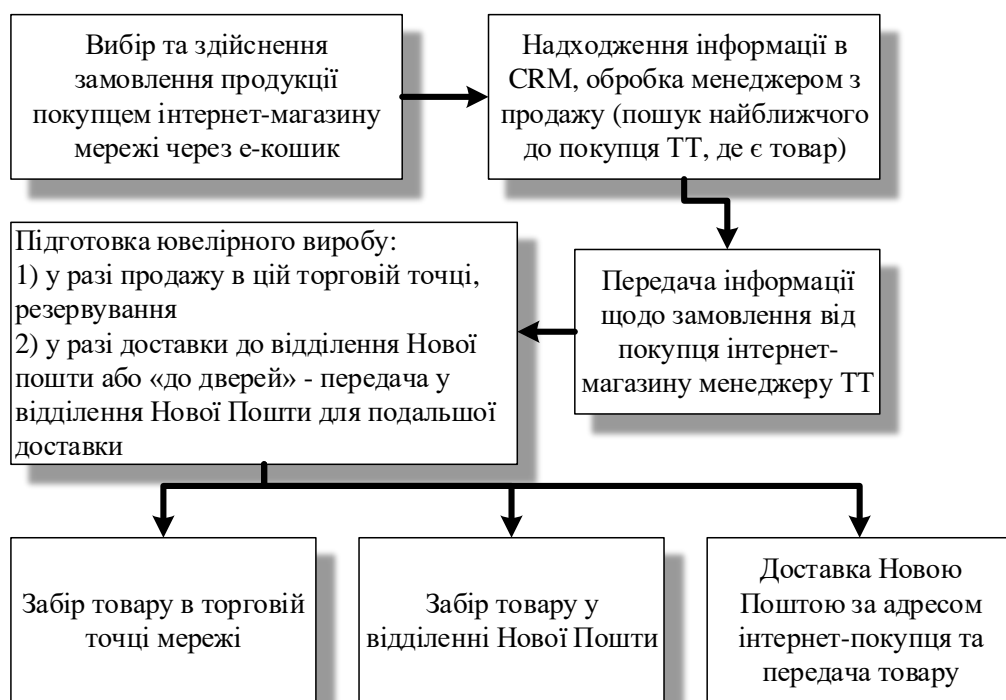 Вибір та здійснення
замовлення продукції
покупцем інтернет-магазину
мережі через е-кошик
Надходження інформації в
CRM, обробка менеджером з
продажу (пошук найближчого
до покупця ТТ, де є товар)
Передача інформації
щодо замовлення від
покупця інтернет-
магазину менеджеру ТТ
Підготовка ювелірного виробу:
1) у разі продажу в цій торговій точці,
резервування
2) у разі доставки до відділення Нової
пошти або «до дверей» - передача у
відділення Нової Пошти для подальшої
доставки
Забір товару в торговій
точці мережі
Забір товару у
відділенні Нової Пошти
Доставка Новою
Поштою за адресом
інтернет-покупця та
передача товару